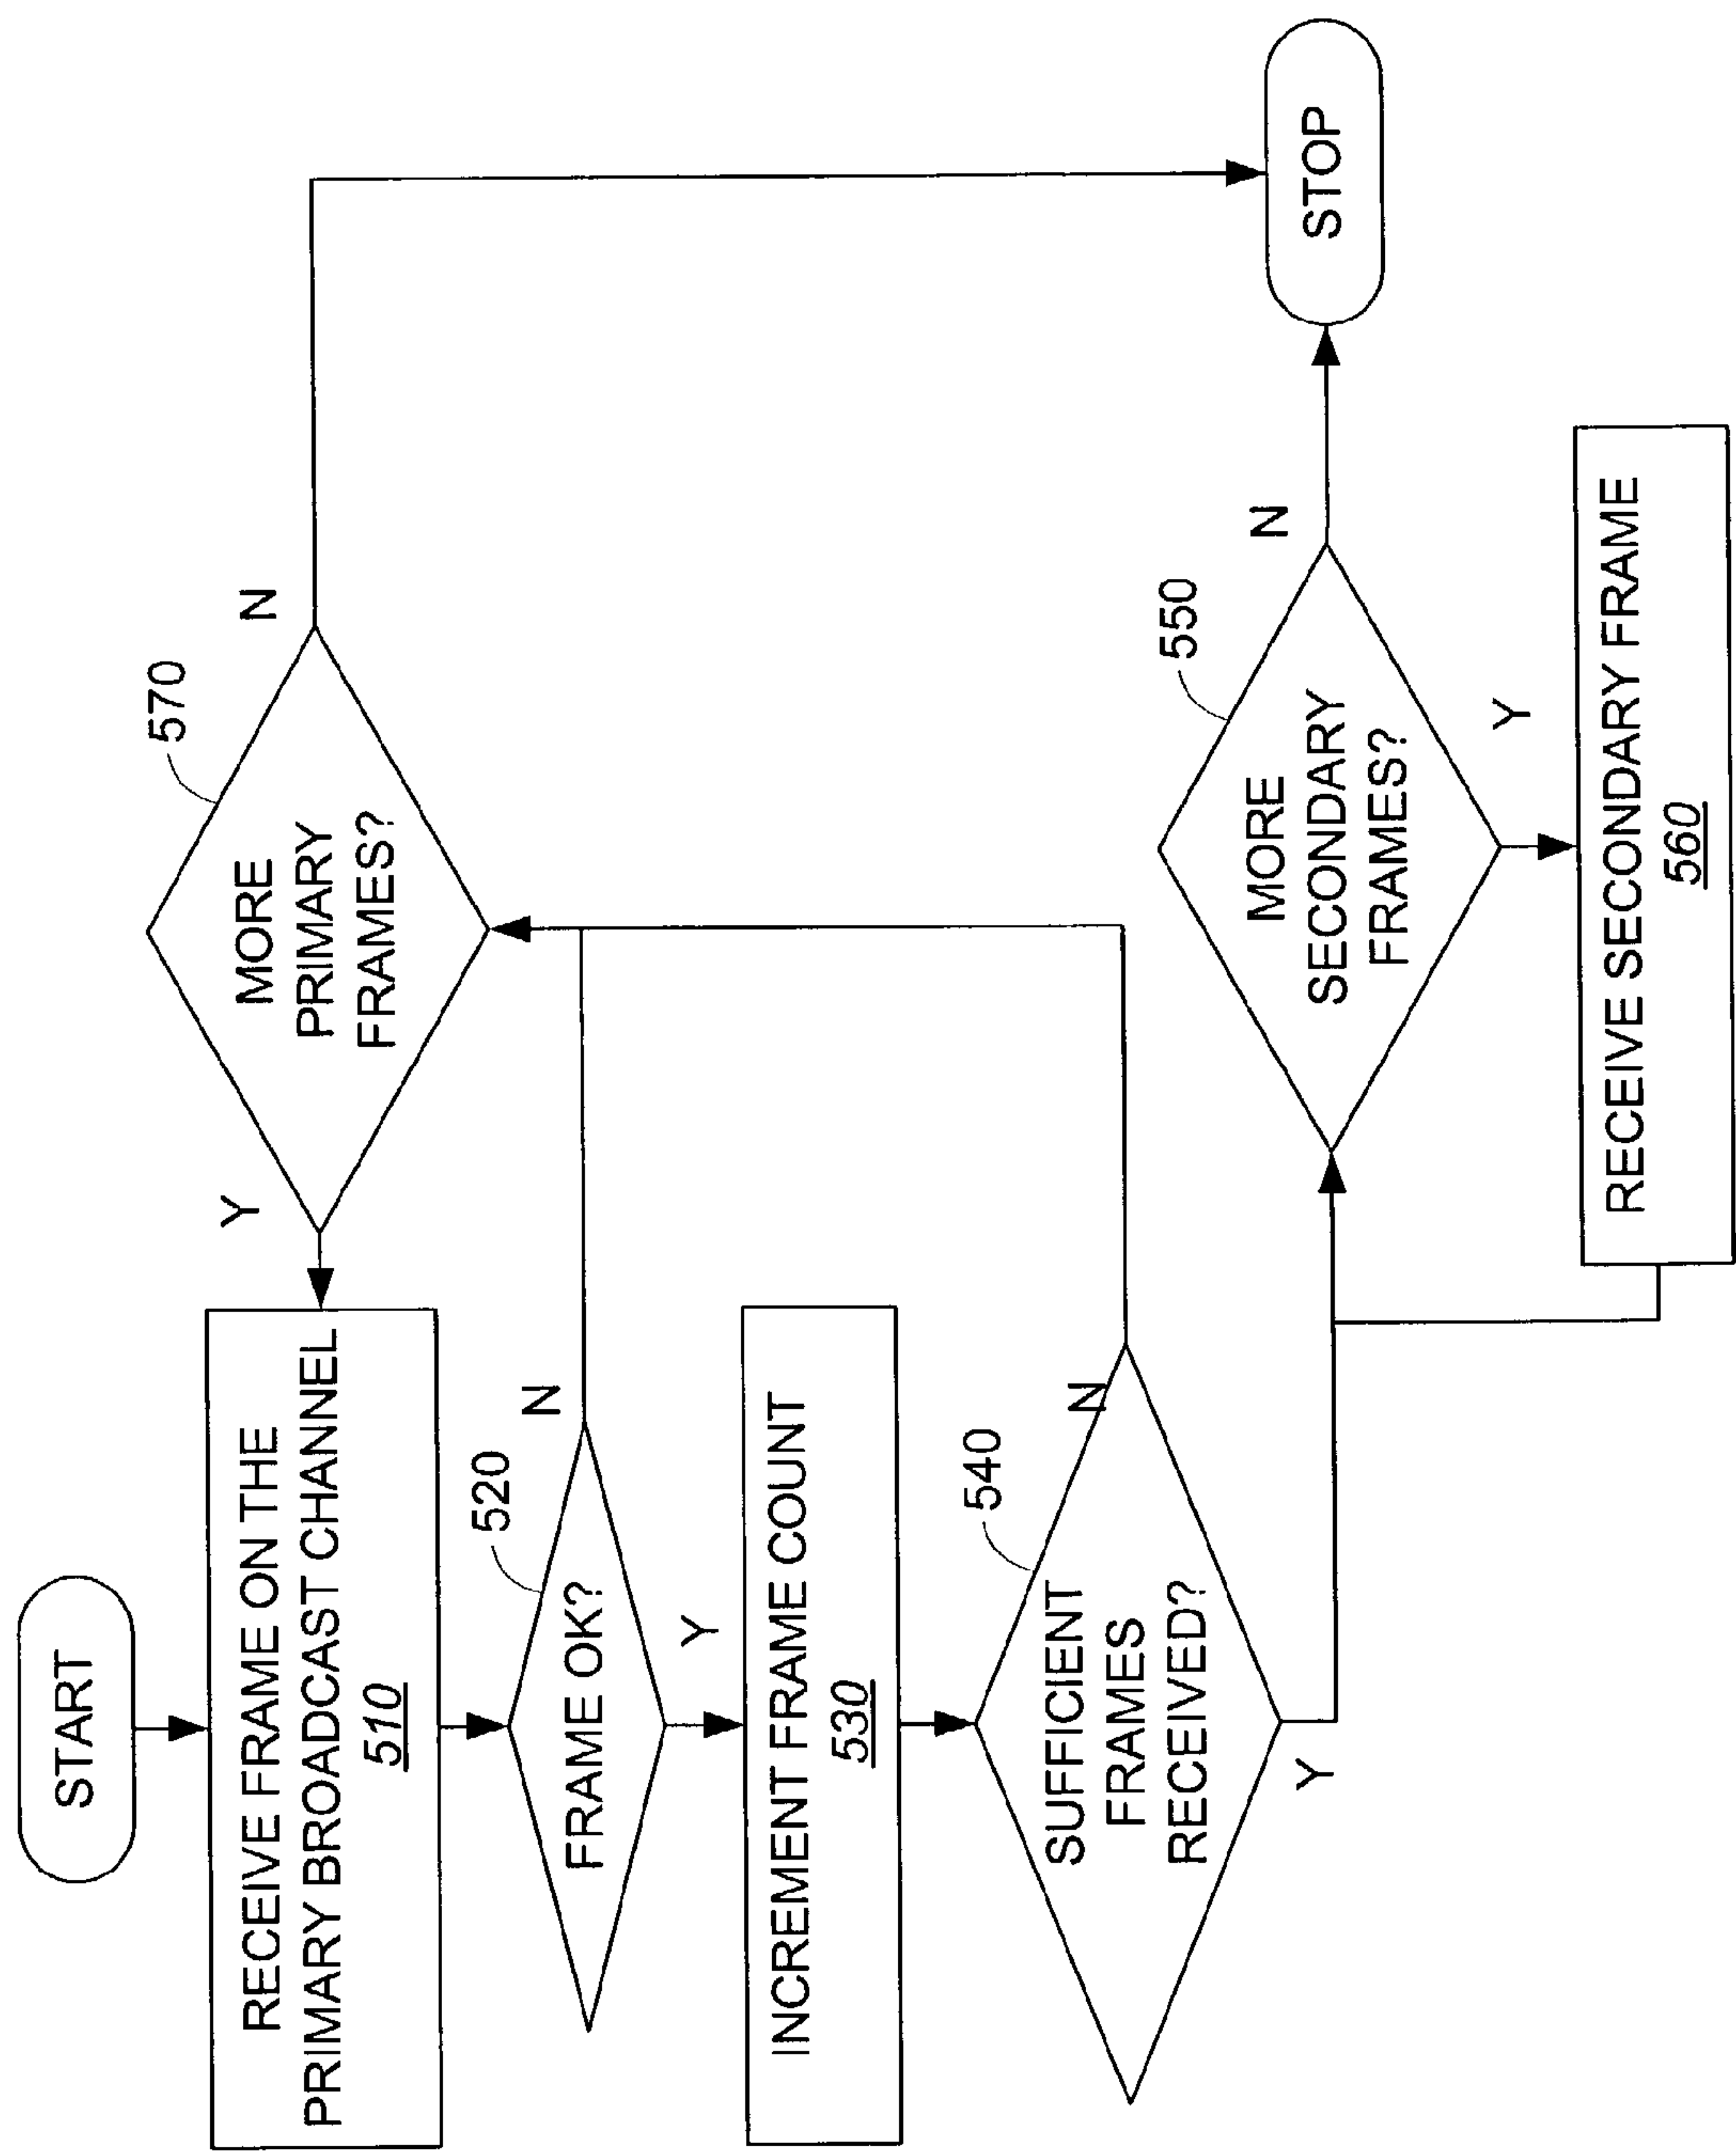 START
RECEIVE FRAME ON THE
PRIMARY BROADCAST CHANNEL
510
Y
MORE
PRIMARY
FRAMES?
570
N
FRAME OK?
520
N
Y
INCREMENT FRAME COUNT
530
SUFFICIENT
FRAMES
RECEIVED?
540
N
Y
MORE
SECONDARY
FRAMES?
550
N
Y
STOP
RECEIVE SECONDARY FRAME
560